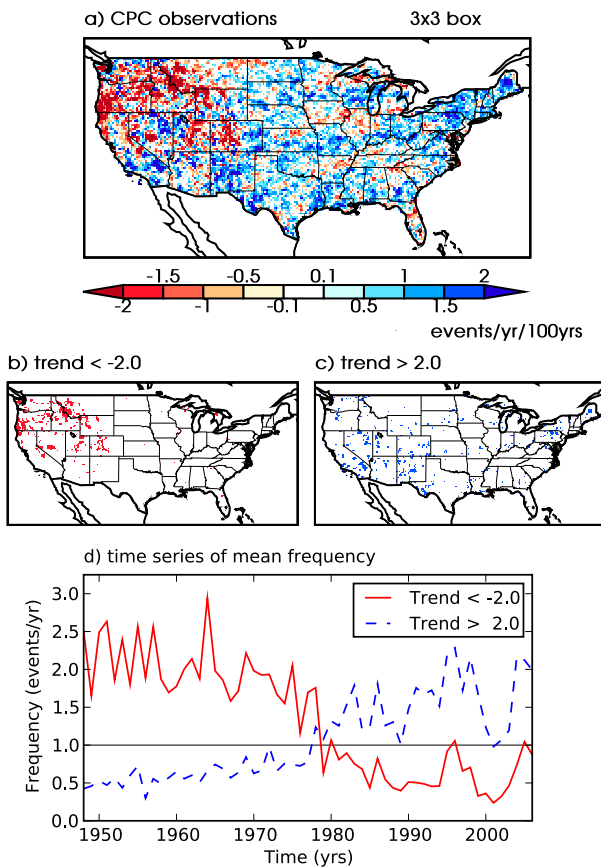 a) CPC observations 3x3 box
-1.5 -0.5 0.1 1 2
-2 -1 -0.1 0.5 1.5
events/yr/100yrs
b) trend < -2.0 c) trend > 2.0
d) time series of mean frequency
Trend < -2.0
Trend > 2.0
Frequency (events/yr)
3.0
2.5
2.0
1.5
1.0
0.5
0.0
1950 1960 1970 1980 1990 2000
Time (yrs)